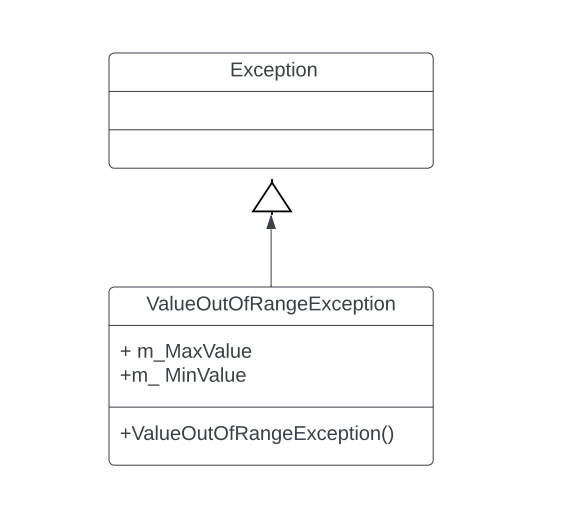 Exception
ValueOutOfRangeException
+ m_MaxValue
+m_ MinValue
+ValueOutOfRangeException()